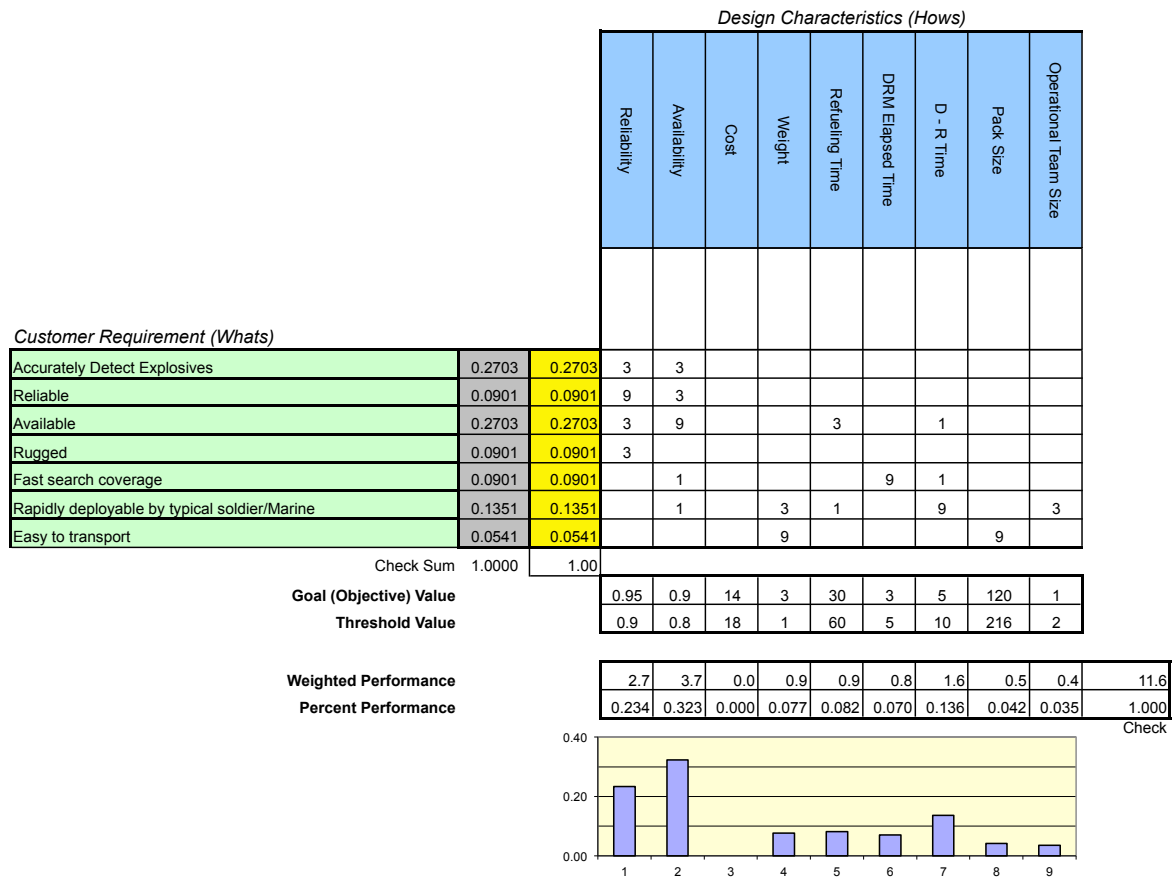 Design Characteristics (Hows)
Reliability
Availability
Cost
Weight
Refueling Time
DRM Elapsed Time
D - R Time
Pack Size
Operational Team Size
Customer Requirement (Whats)
Accurately Detect Explosives 0.2703 0.2703 3 3
Reliable 0.0901 0.0901 9 3
Available 0.2703 0.2703 3 9 3 1
Rugged 0.0901 0.0901 3
Fast search coverage 0.0901 0.0901 1 9 1
Rapidly deployable by typical soldier/Marine 0.1351 0.1351 1 3 1 9 3
Easy to transport 0.0541 0.0541 9 9
Check Sum 1.0000 1.00
Goal (Objective) Value 0.95 0.9 14 3 30 3 5 120 1
Threshold Value 0.9 0.8 18 1 60 5 10 216 2
Weighted Performance 2.7 3.7 0.0 0.9 0.9 0.8 1.6 0.5 0.4 11.6
Percent Performance 0.234 0.323 0.000 0.077 0.082 0.070 0.136 0.042 0.035 1.000
Check
0.40
0.20
0.00
1 2 3 4 5 6 7 8 9